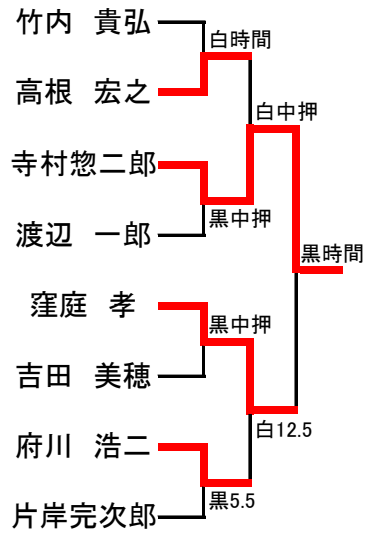 竹内　貴弘
白時間
高根　宏之
白中押
寺村惣二郎
黒中押
渡辺　一郎
黒時間
窪庭　孝
黒中押
吉田　美穂
白12.5
府川　浩二
黒5.5
片岸完次郎